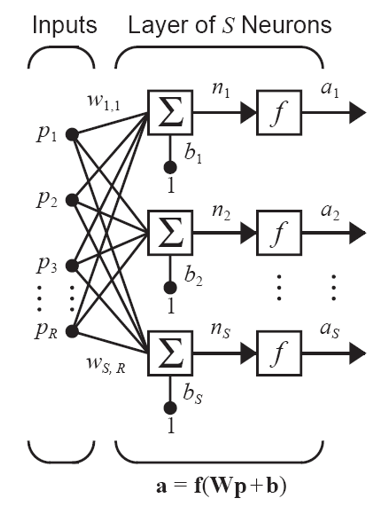 Inputs Layer of S Neurons
w1,1 n1 a1
p1 Σ f
b1
1
p2 n2 a2
Σ f
p3 b2
1
pR nS aS
wS, R Σ f
bS
1
a = f(Wp+b)